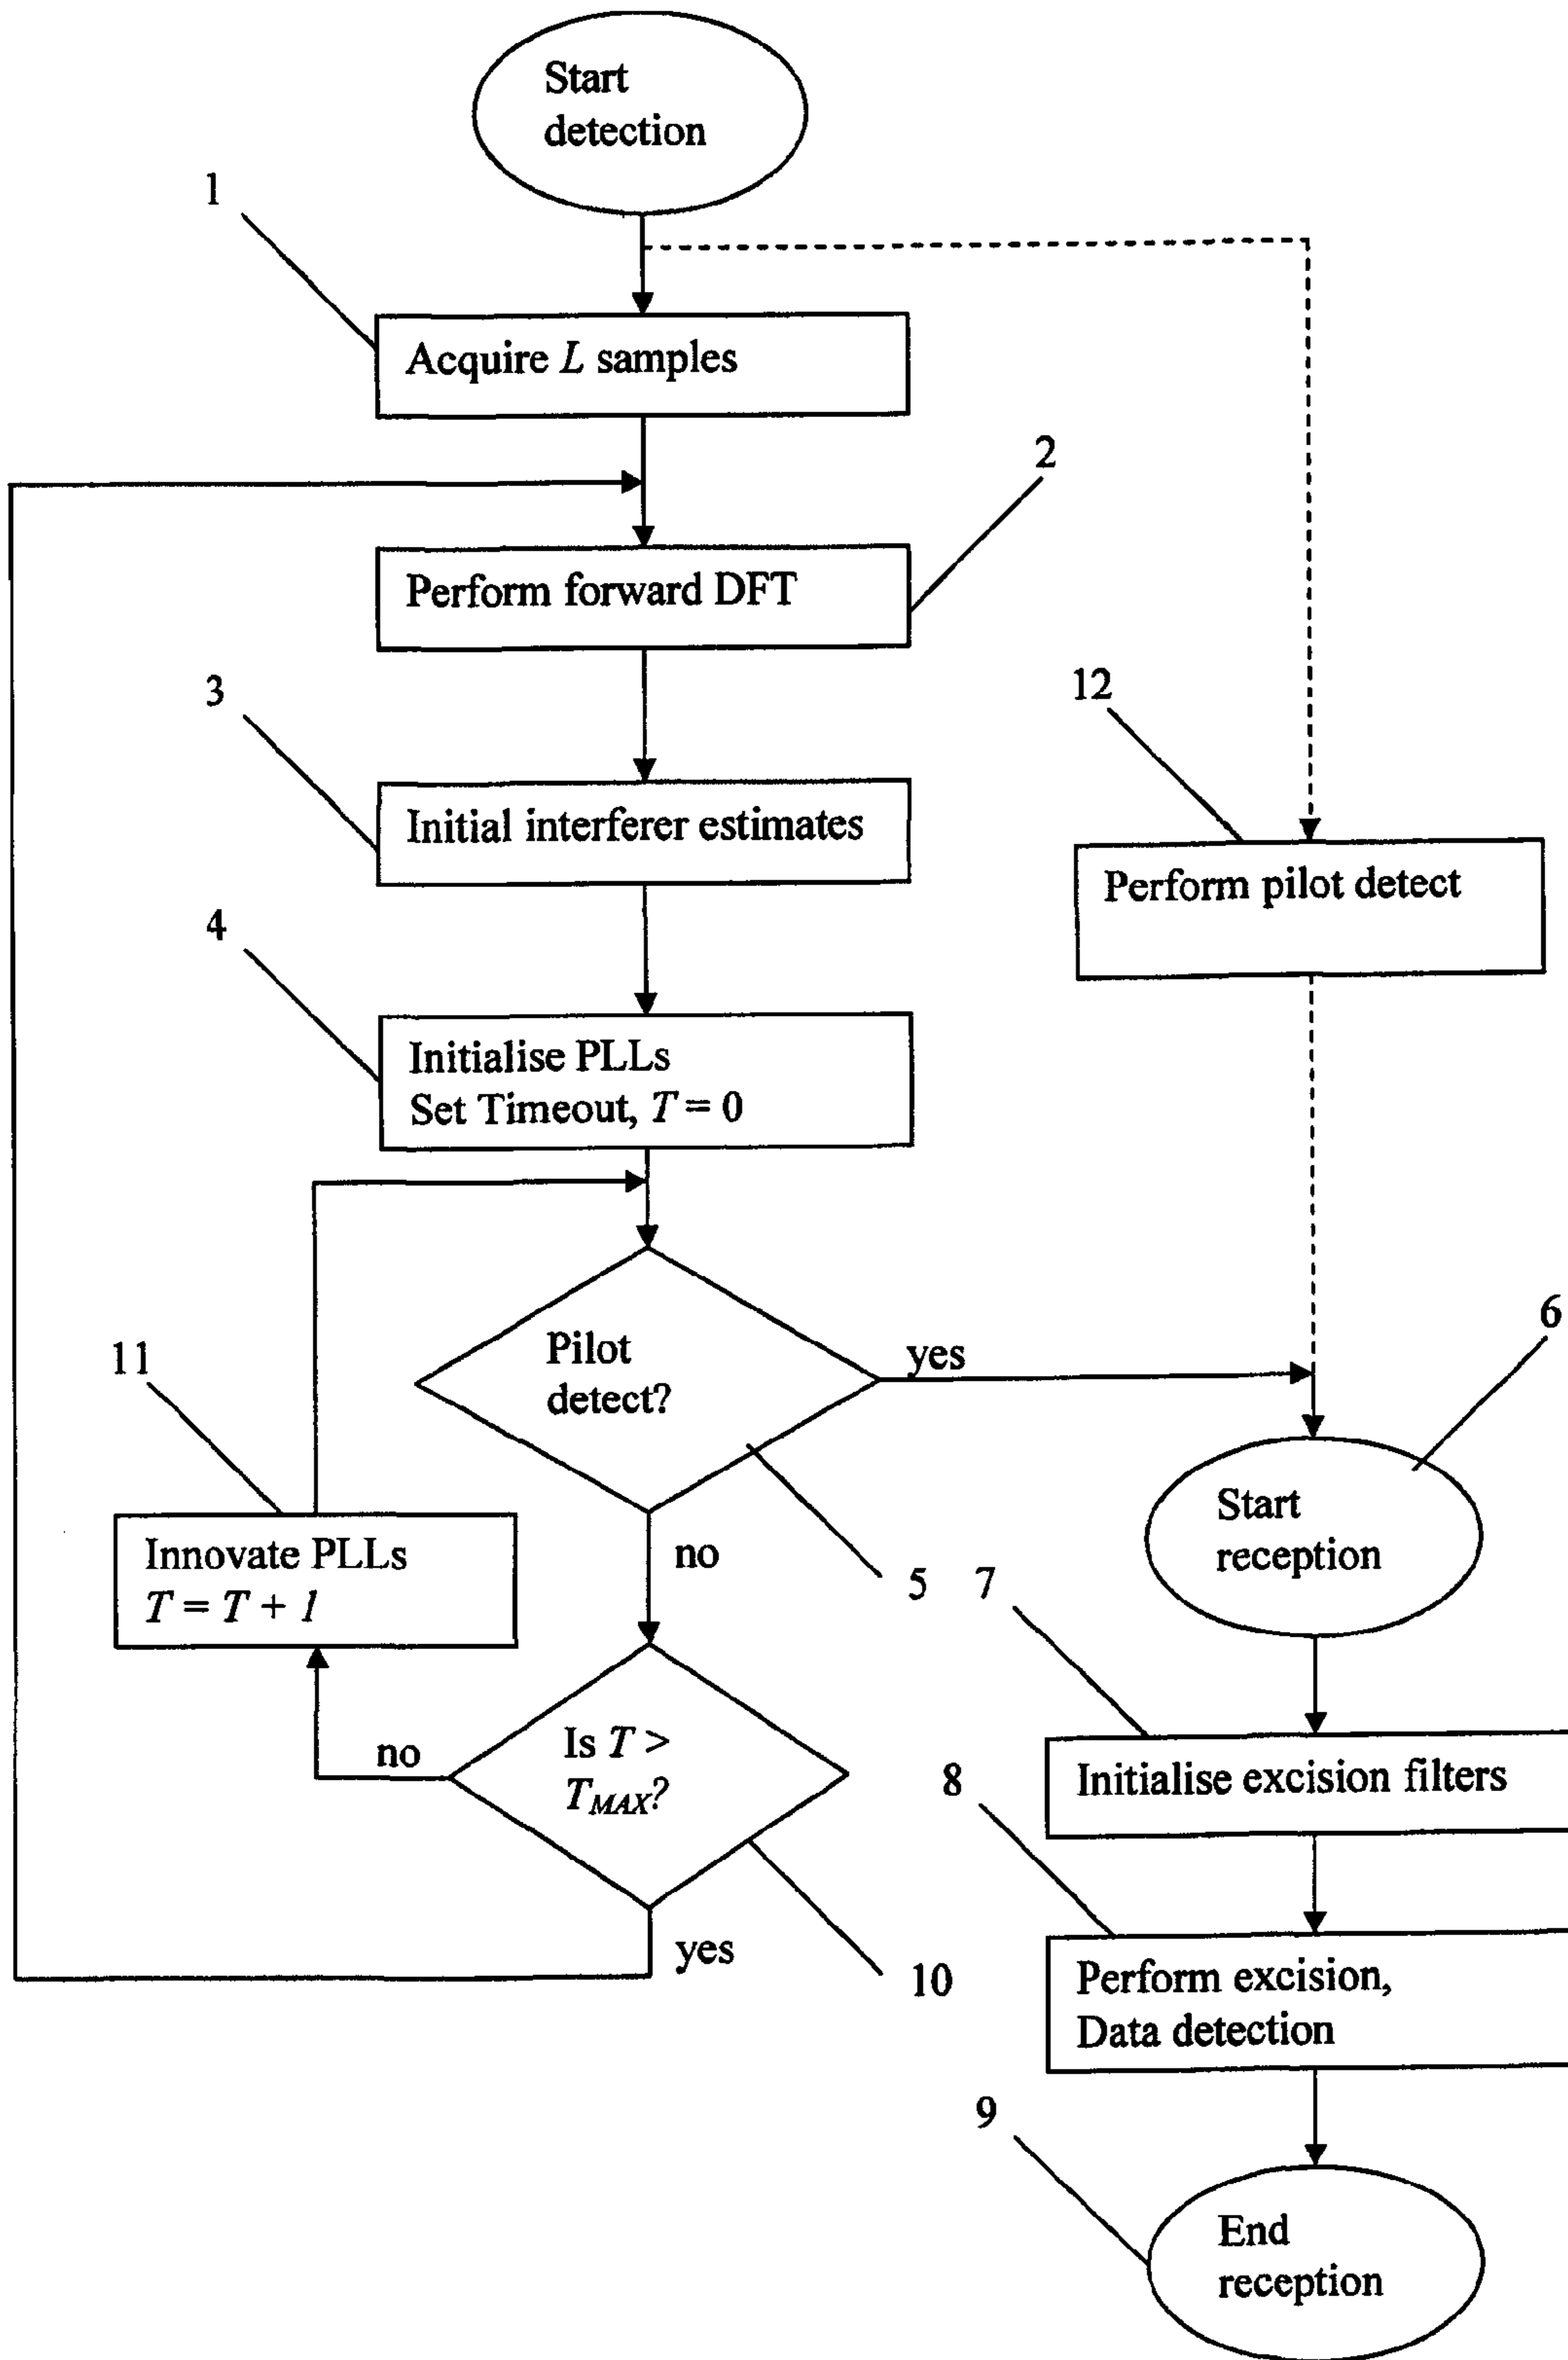 Start
detection
1
Acquire L samples
2
Perform forward DFT
3
Initial interferer estimates
12
Perform pilot detect
4
Initialise PLLs
Set Timeout, T = 0
Pilot
detect?
yes
6
11
Start
reception
Innovate PLLs
T = T + 1
no
5
7
Is T >
TMAX?
no
Initialise excision filters
8
yes
10
Perform excision,
Data detection
9
End
reception